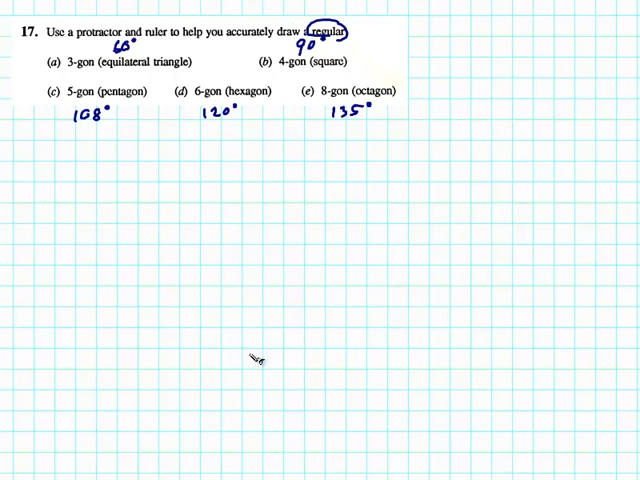 17. Use a protractor and ruler to help you accurately draw a regular
60° 90°
(a) 3-gon (equilateral triangle) (b) 4-gon (square)
(c) 5-gon (pentagon) (d) 6-gon (hexagon) (e) 8-gon (octagon)
108° 120° 135°